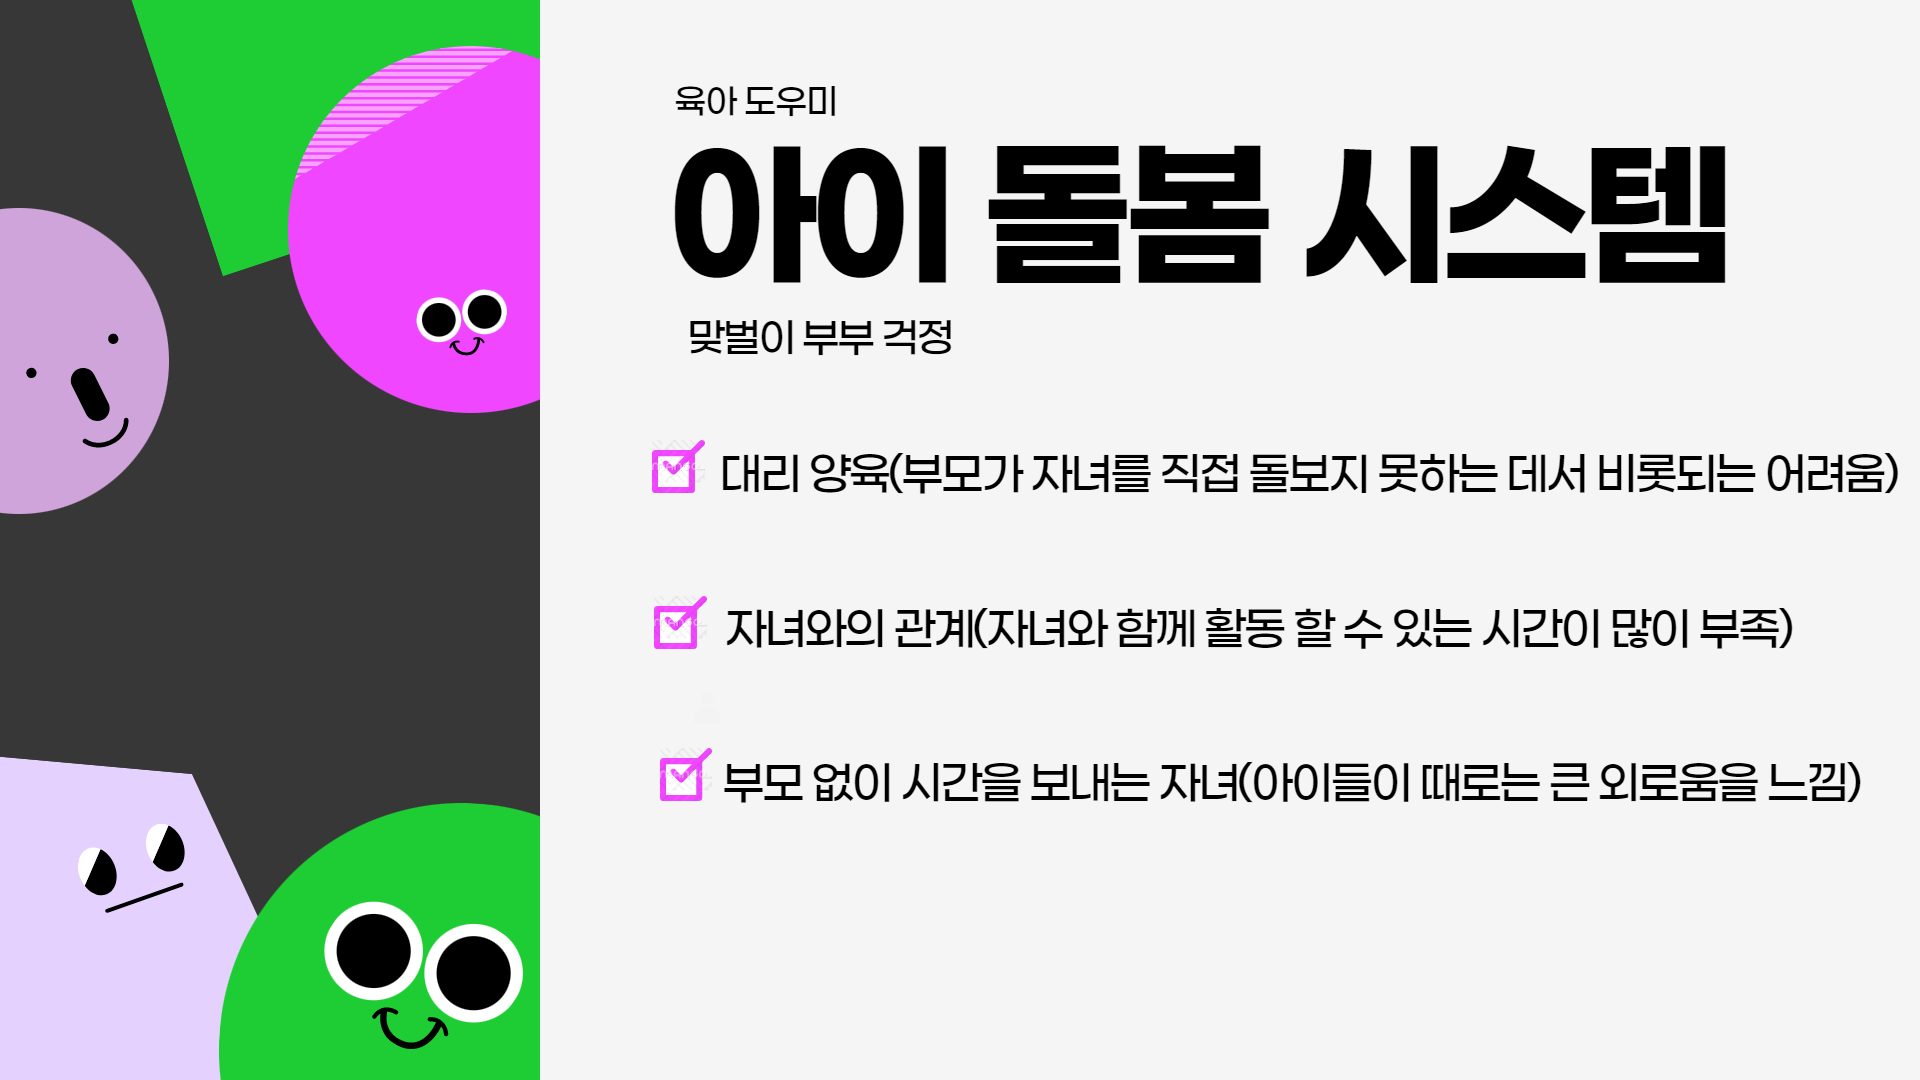 육아 도우미
아이 돌봄 시스템
맞벌이 부부 걱정
대리 양육(부모가 자녀를 직접 돌보지 못하는 데서 비롯되는 어려움)
자녀와의 관계(자녀와 함께 활동 할 수 있는 시간이 많이 부족)
부모 없이 시간을 보내는 자녀(아이들이 때로는 큰 외로움을 느낌)